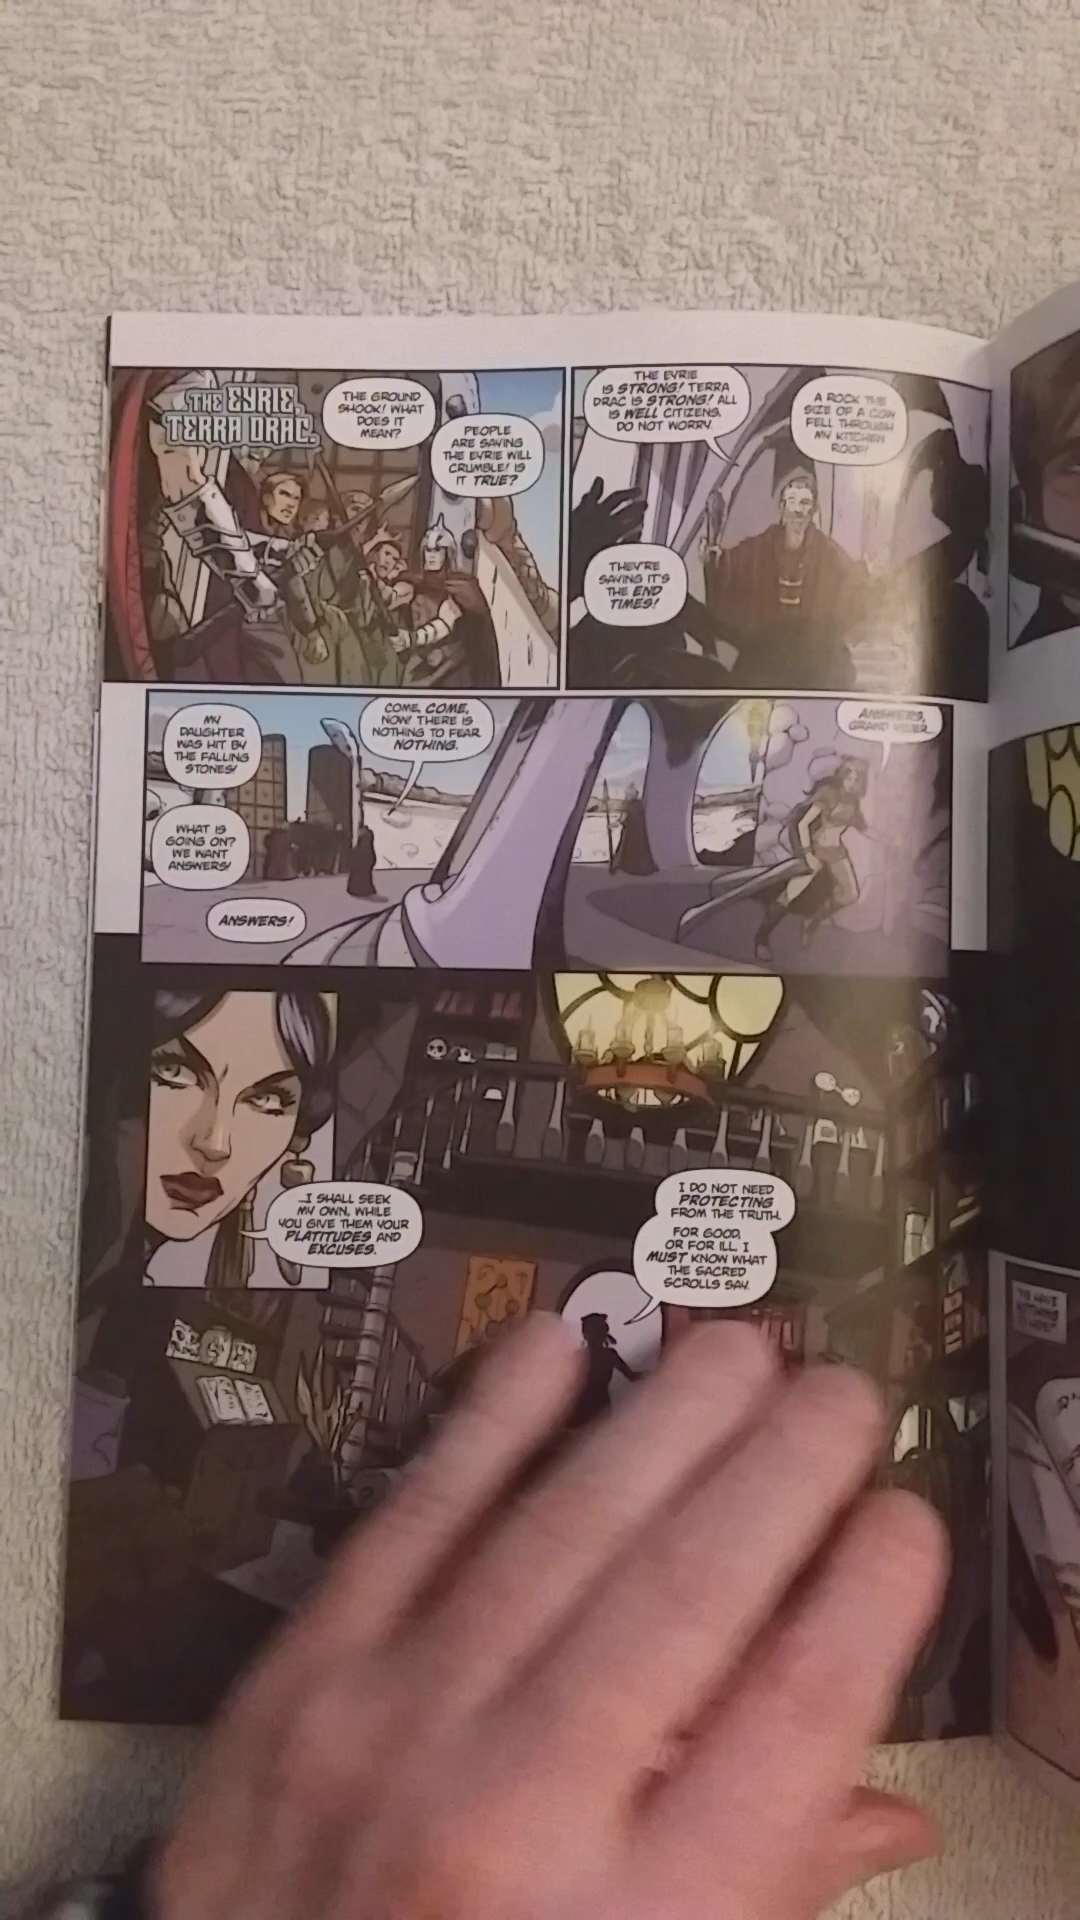 THE EYRIE,
TERRA DRAC.
THE GROUND
SHOOK! WHAT
DOES IT
MEAN?
PEOPLE
ARE SAYING
THE EYRIE WILL
CRUMBLE! IS
IT TRUE?
THE EYRIE
IS STRONG! TERRA
DRAC IS STRONG! ALL
IS WELL CITIZENS,
DO NOT WORRY.
A ROCK THE
SIZE OF A COW
FELL THROUGH
MY KITCHEN
ROOF!
THEY'RE
SAYING IT'S
THE END
TIMES!
MY
DAUGHTER
WAS HIT BY
THE FALLING
STONES!
WHAT IS
GOING ON?
WE WANT
ANSWERS!
COME, COME,
NOW! THERE IS
NOTHING TO FEAR
NOTHING.
ANSWERS!
ANSWERS,
GRAND VIZIER...
...I SHALL SEEK
MY OWN, WHILE
YOU GIVE THEM YOUR
PLATITUDES AND
EXCUSES.
I DO NOT NEED
PROTECTING
FROM THE TRUTH.
FOR GOOD,
OR FOR ILL, I
MUST KNOW WHAT
THE SACRED
SCROLLS SAY.